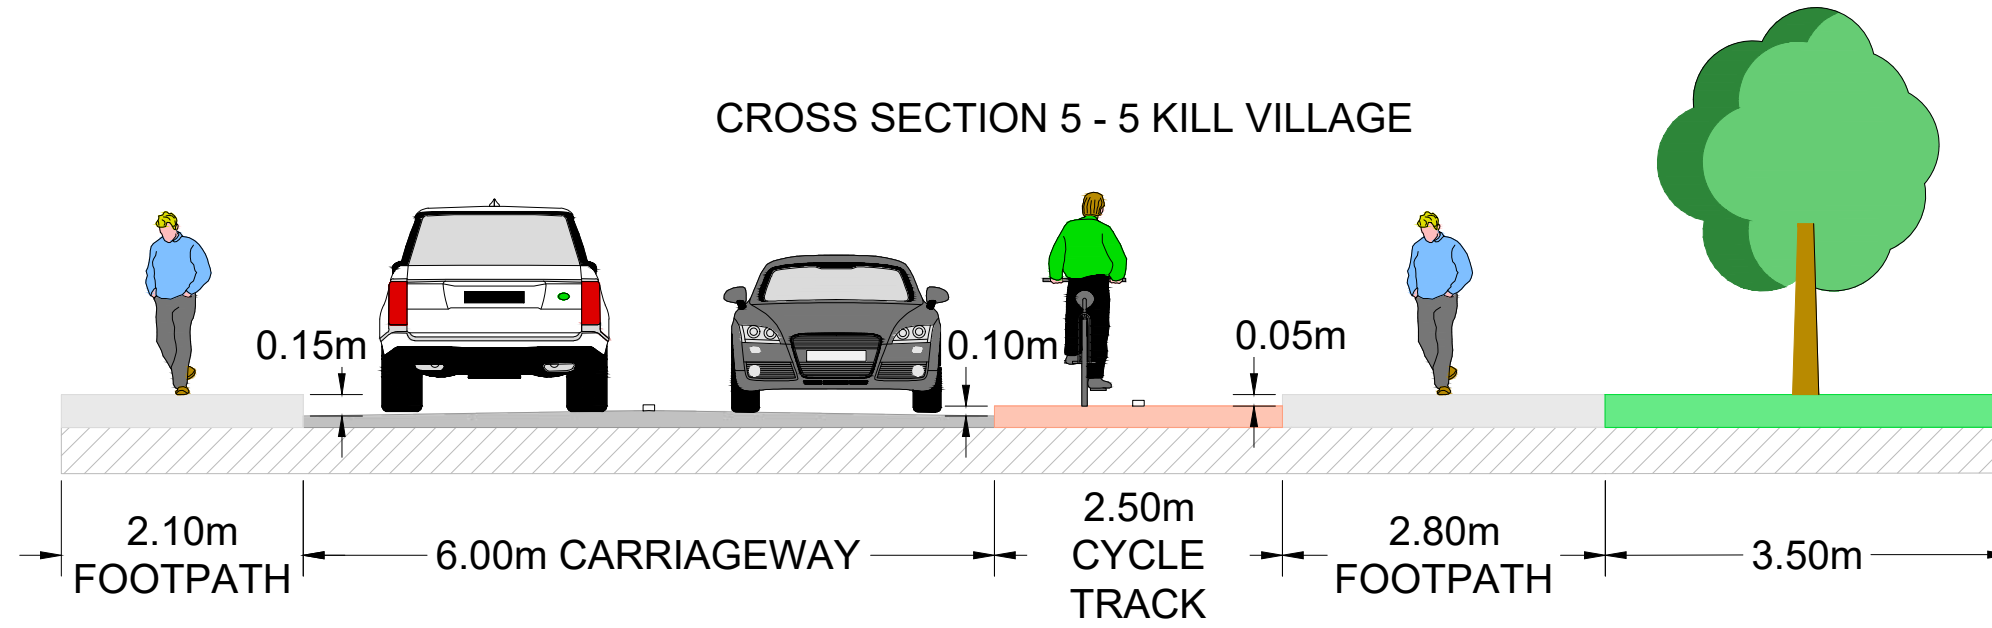 CROSS SECTION 5 - 5 KILL VILLAGE
0.15m
0.10m
0.05m
2.10m
FOOTPATH
6.00m CARRIAGEWAY
2.50m
CYCLE
TRACK
2.80m
FOOTPATH
3.50m